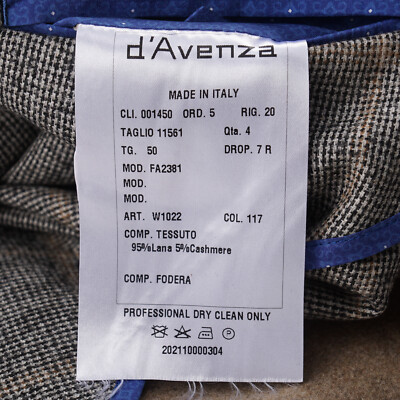 d'Avenza
MADE IN ITALY
CLI. 001450 ORD. 5 RIG. 20
TAGLIO 11561 Qta. 4
TG. 50 DROP. 7 R
MOD. FA2381
MOD.
MOD.
ART. W1022 COL. 117
COMP. TESSUTO
95%Lana 5%Cashmere
COMP. FODERA'
PROFESSIONAL DRY CLEAN ONLY
P
202110000304